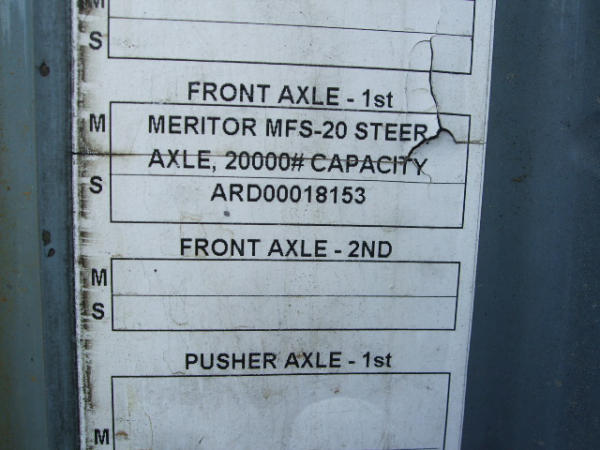 M
S
FRONT AXLE - 1st
M MERITOR MFS-20 STEER
AXLE, 20000# CAPACITY
S ARD00018153
FRONT AXLE - 2ND
M
S
PUSHER AXLE - 1st
M